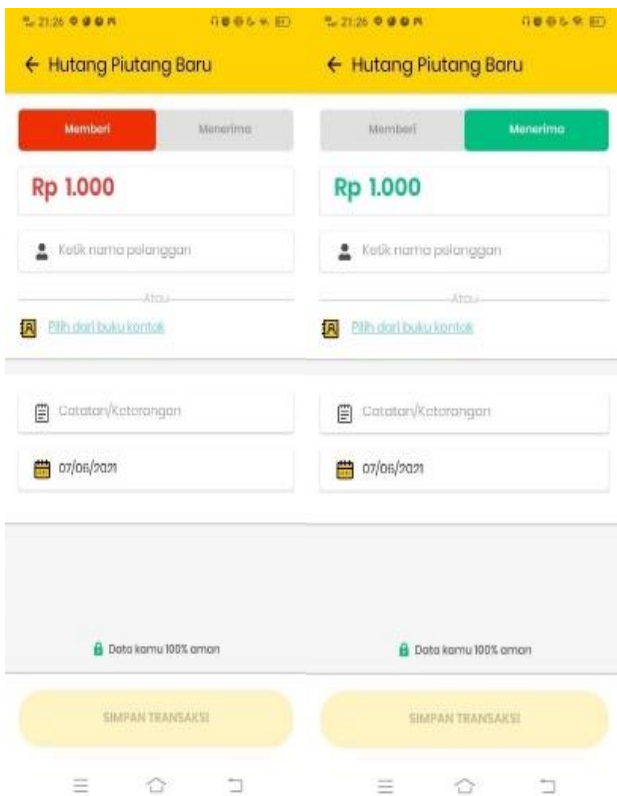 21:26
Hutang Piutang Baru
Memberi Menerima
Rp 1.000
Ketik nama pelanggan
Atau
Pilih dari buku kontak
Catatan/Keterangan
07/06/2021
Data kamu 100% aman
SIMPAN TRANSAKSI
21:26
Hutang Piutang Baru
Memberi Menerima
Rp 1.000
Ketik nama pelanggan
Atau
Pilih dari buku kontak
Catatan/Keterangan
07/06/2021
Data kamu 100% aman
SIMPAN TRANSAKSI